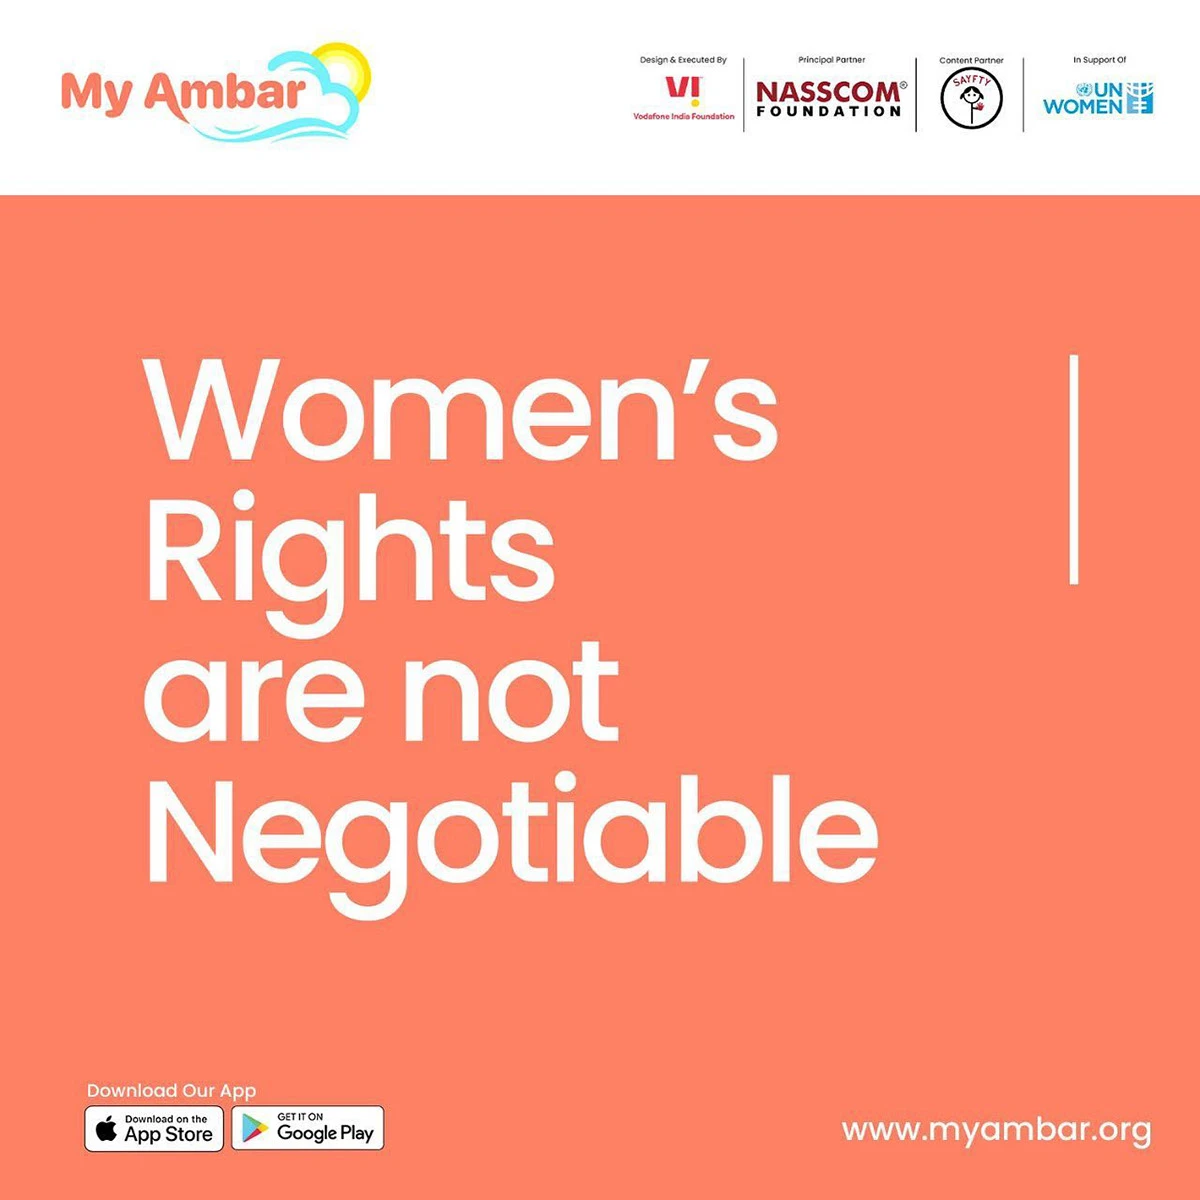 My Ambar
Design & Executed By
VI
Vodafone Idea Foundation
Principal Partner
NASSCOM®
FOUNDATION
Content Partner
SAYFTY
In Support Of
UN
WOMEN
Women’s
Rights
are not
Negotiable
Download Our App
Download on the
App Store
GET IT ON
Google Play
www.myambar.org